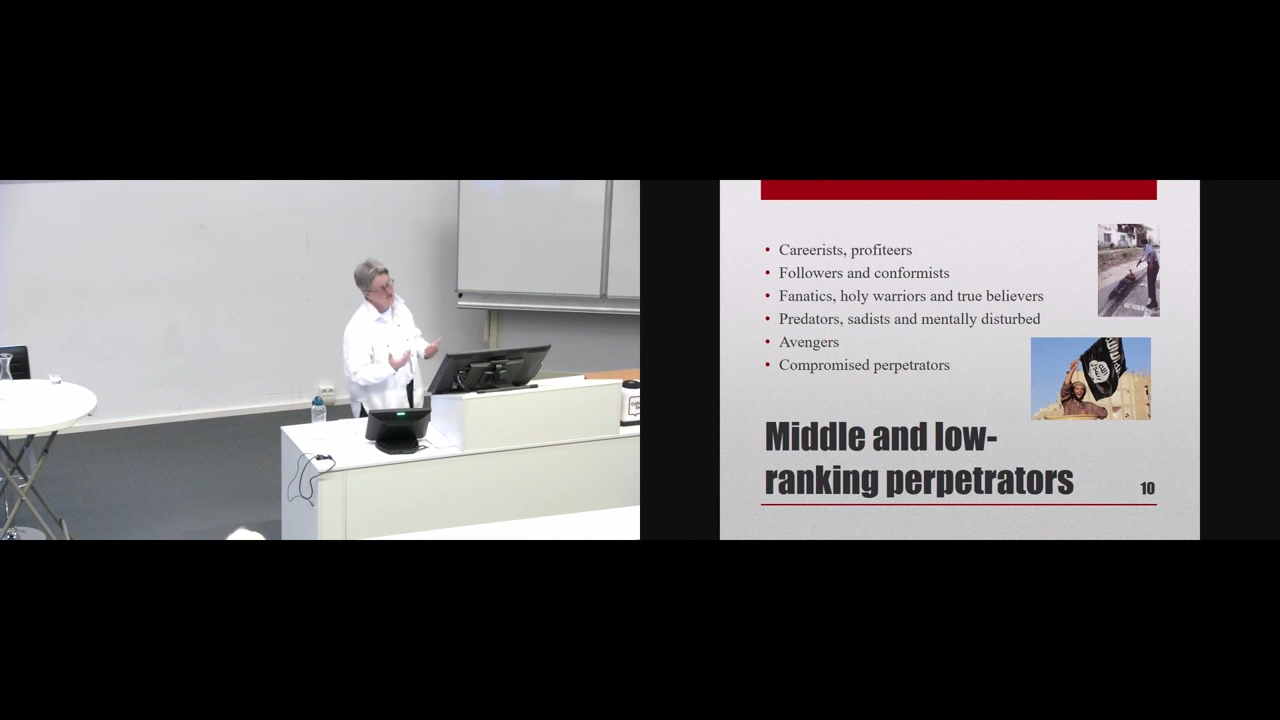 Careerists, profiteers
Followers and conformists
Fanatics, holy warriors and true believers
Predators, sadists and mentally disturbed
Avengers
Compromised perpetrators
Middle and low-
ranking perpetrators
10